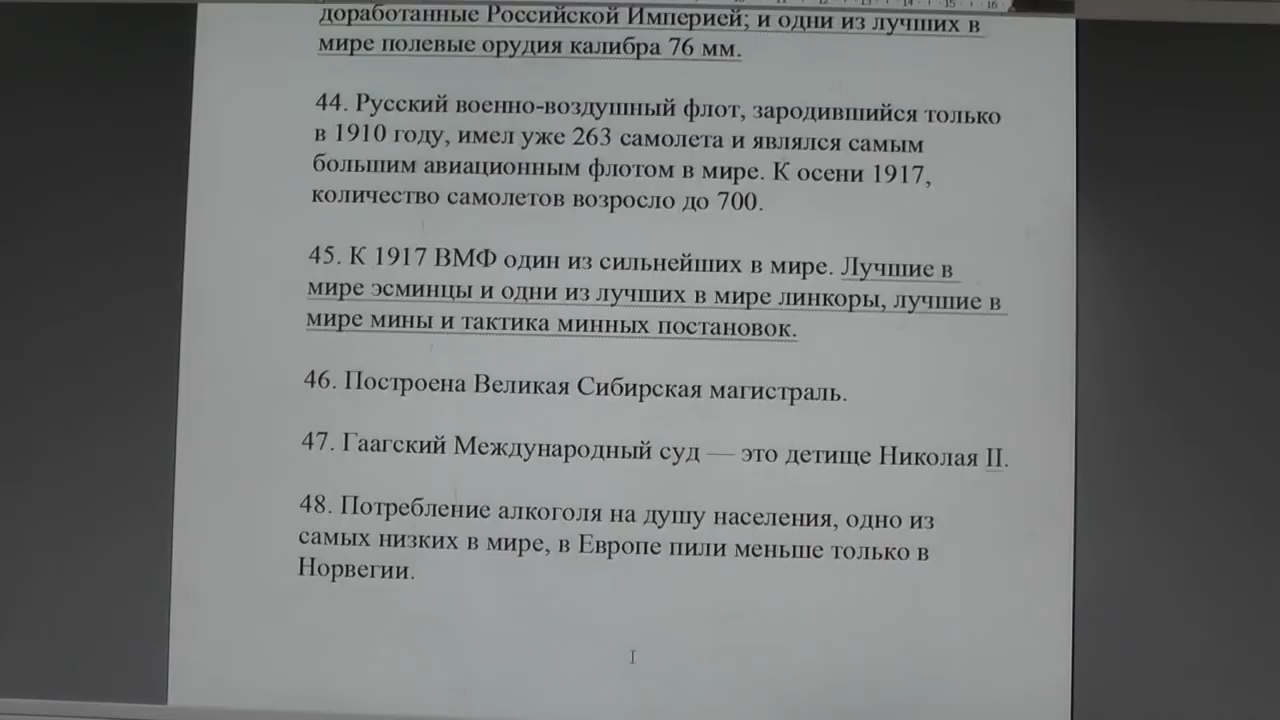 доработанные Российской Империей; и одни из лучших в
мире полевые орудия калибра 76 мм.
44. Русский военно-воздушный флот, зародившийся только
в 1910 году, имел уже 263 самолета и являлся самым
большим авиационным флотом в мире. К осени 1917,
количество самолетов возросло до 700.
45. К 1917 ВМФ один из сильнейших в мире. Лучшие в
мире эсминцы и одни из лучших в мире линкоры, лучшие в
мире мины и тактика минных постановок.
46. Построена Великая Сибирская магистраль.
47. Гаагский Международный суд — это детище Николая II.
48. Потребление алкоголя на душу населения, одно из
самых низких в мире, в Европе пили меньше только в
Норвегии.